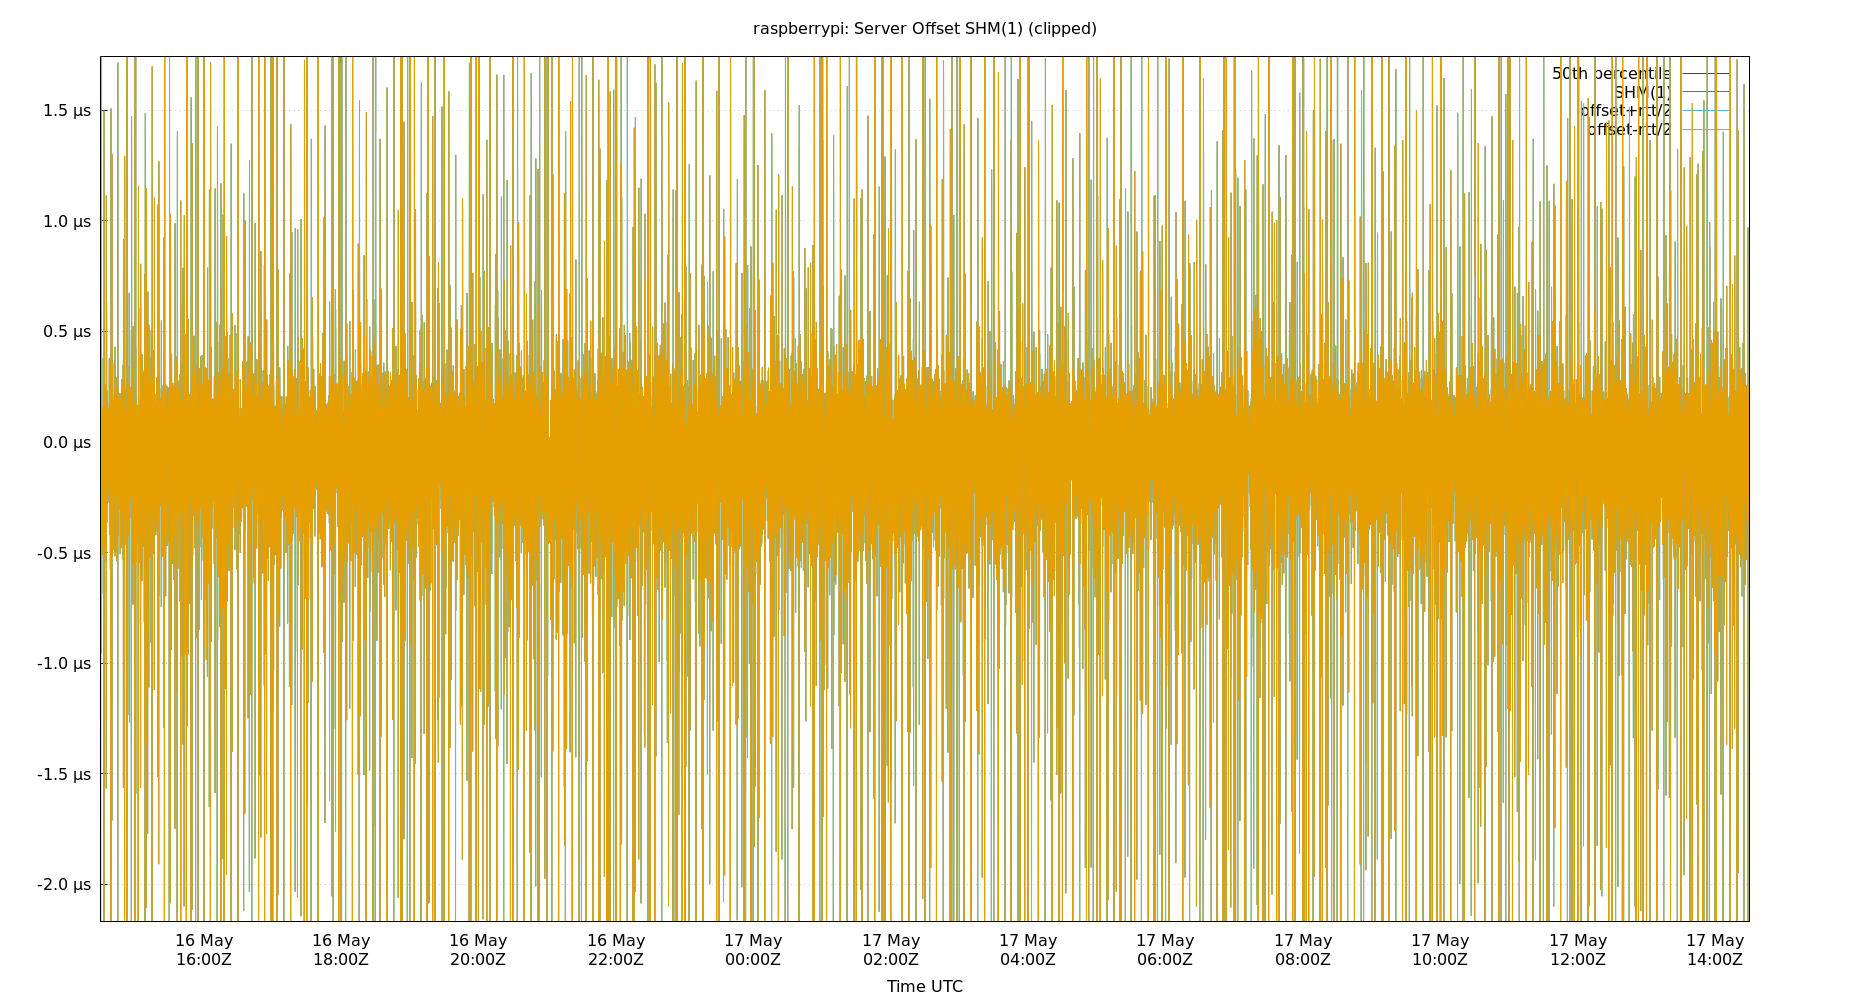 raspberrypi: Server Offset SHM(1) (clipped)
50th percentile
SHM(1)
offset+rtt/2
offset-rtt/2
1.5 µs
1.0 µs
0.5 µs
0.0 µs
-0.5 µs
-1.0 µs
-1.5 µs
-2.0 µs
16 May 16 May 16 May 16 May 17 May 17 May 17 May 17 May 17 May 17 May 17 May 17 May
16:00Z 18:00Z 20:00Z 22:00Z 00:00Z 02:00Z 04:00Z 06:00Z 08:00Z 10:00Z 12:00Z 14:00Z
Time UTC